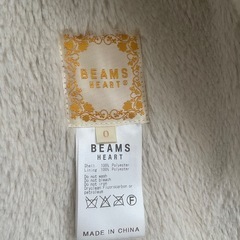 BEAMS
HEART
0
BEAMS
HEART
Shell: 100% Polyester
Lining: 100% Polyester
Do not wash
Do not bleach
Do not iron
MADE IN CHINA